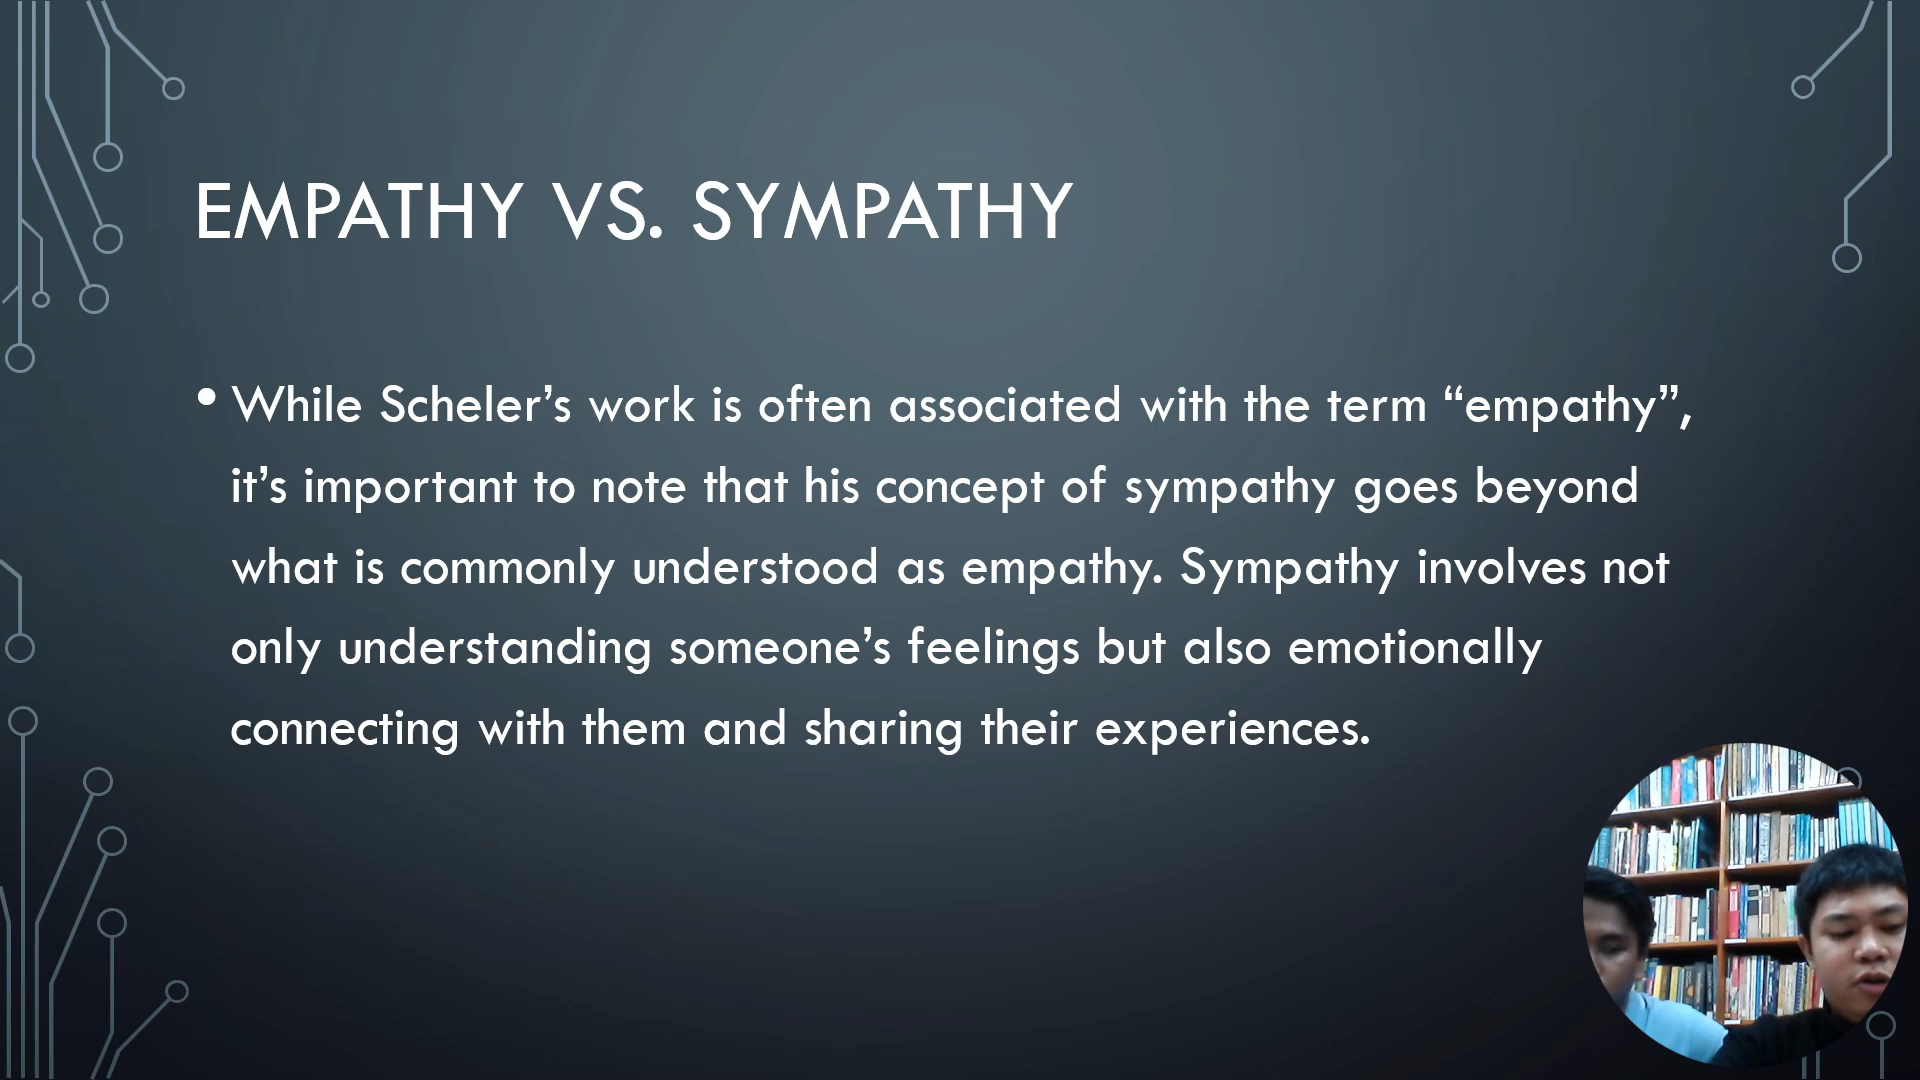 EMPATHY VS. SYMPATHY
• While Scheler’s work is often associated with the term “empathy”,
it’s important to note that his concept of sympathy goes beyond
what is commonly understood as empathy. Sympathy involves not
only understanding someone’s feelings but also emotionally
connecting with them and sharing their experiences.